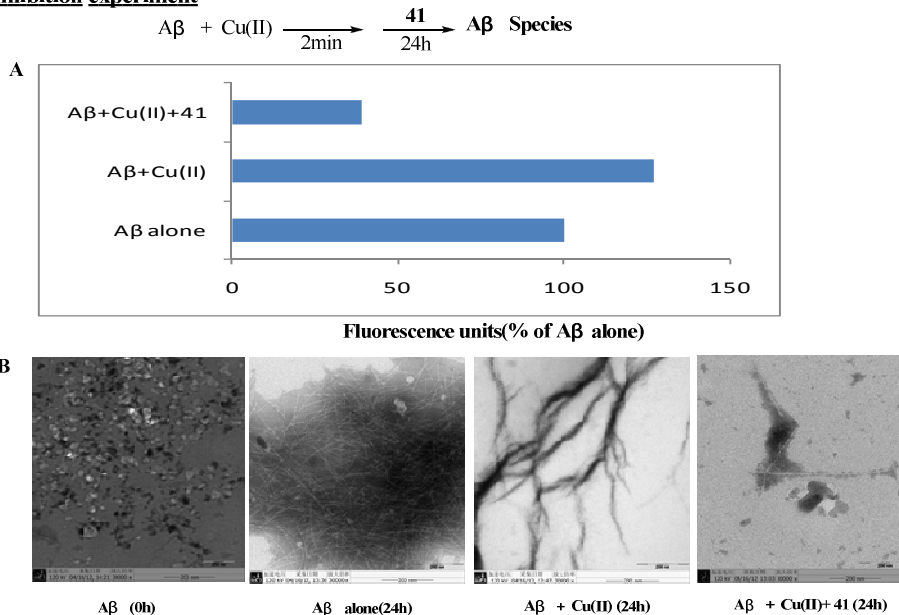 inhibition experiment
Aβ + Cu(II) 2min 41 24h Aβ Species
A
Aβ+Cu(II)+41
Aβ+Cu(II)
Aβ alone
0 50 100 150
Fluorescence units(% of Aβ alone)
B
Aβ (0h) Aβ alone(24h) Aβ + Cu(II) (24h) Aβ + Cu(II)+ 41 (24h)